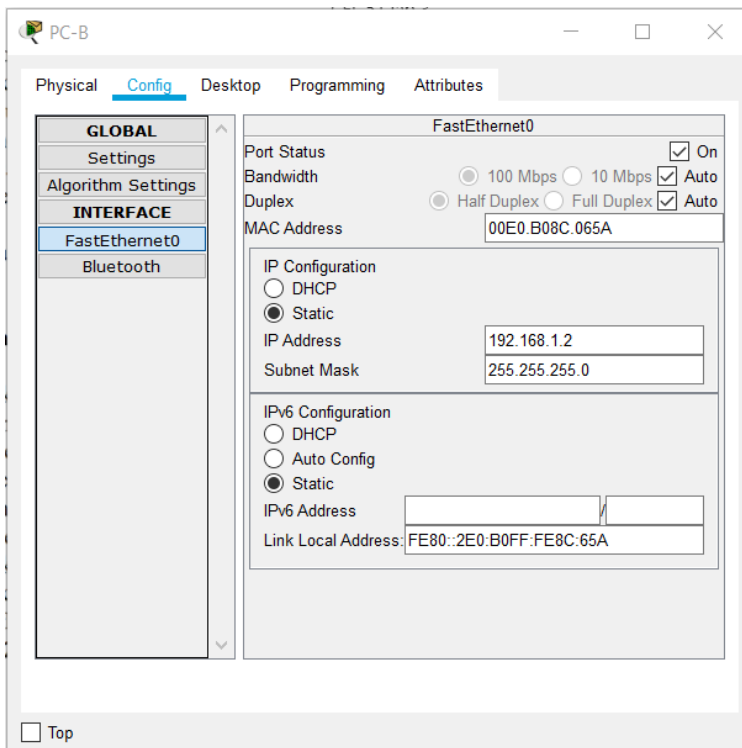 PC-B
Physical Config Desktop Programming Attributes
GLOBAL
Settings
Algorithm Settings
INTERFACE
FastEthernet0
Bluetooth
FastEthernet0
Port Status On
Bandwidth 100 Mbps 10 Mbps Auto
Duplex Half Duplex Full Duplex Auto
MAC Address 00E0.B08C.065A
IP Configuration
DHCP
Static
IP Address 192.168.1.2
Subnet Mask 255.255.255.0
IPv6 Configuration
DHCP
Auto Config
Static
IPv6 Address /
Link Local Address: FE80::2E0:B0FF:FE8C:65A
Top